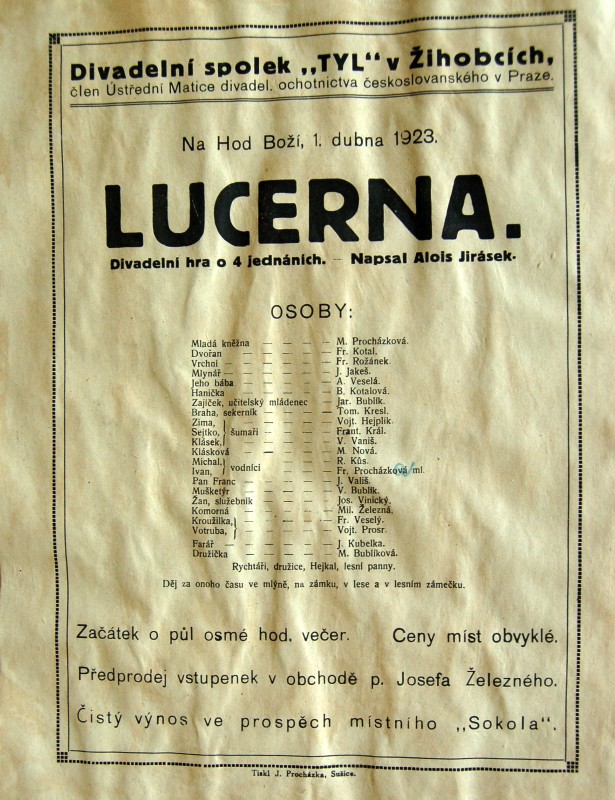 Divadelní spolek „TYL“ v Žihobcích,
člen Ústřední Matice divadel. ochotnictva československého v Praze.
Na Hod Boží, 1. dubna 1923.
LUCERNA.
Divadelní hra o 4 jednáních. — Napsal Alois Jirásek.
OSOBY:
Mladá kněžna — — — — M. Procházková.
Dvořan — — — — — Fr. Kotal.
Vrchní — — — — — Fr. Rožánek.
Mlynář — — — — — J. Jakeš.
Jeho bába — — — — A. Veselá.
Hanička — — — — — B. Kotalová.
Zajíček, učitelský mládenec — Jar. Bublík.
Braha, sekerník — — — — Tom. Kresl.
Zima, — — — — Vojt. Hejplík.
Sejtko, } šumaři — — — — Frant. Král.
Klásek, — — — — V. Vaniš.
Klásková — — — — M. Nová.
Michal, — — — — R. Kůs.
Ivan, } vodníci — — — — Fr. Procházková ml.
Pan Franc — — — — J. Vališ.
Mušketýr — — — — V. Bublík.
Žan, služebník — — — — Jos. Vinický.
Komorná — — — — Mil. Železná.
Kroužilka, } — — — — Fr. Veselý.
Votruba, — — — — Vojt. Prosr.
Farář — — — — — J. Kubelka.
Družička — — — — M. Bublíková.
Rychtáři, družice, Hejkal, lesní panny.
Děj za onoho času ve mlýně, na zámku, v lese a v lesním zámečku.
Začátek o půl osmé hod. večer. Ceny míst obvyklé.
Předprodej vstupenek v obchodě p. Josefa Železného.
Čistý výnos ve prospěch místního „Sokola“.
Tiskl J. Procházka, Sušice.